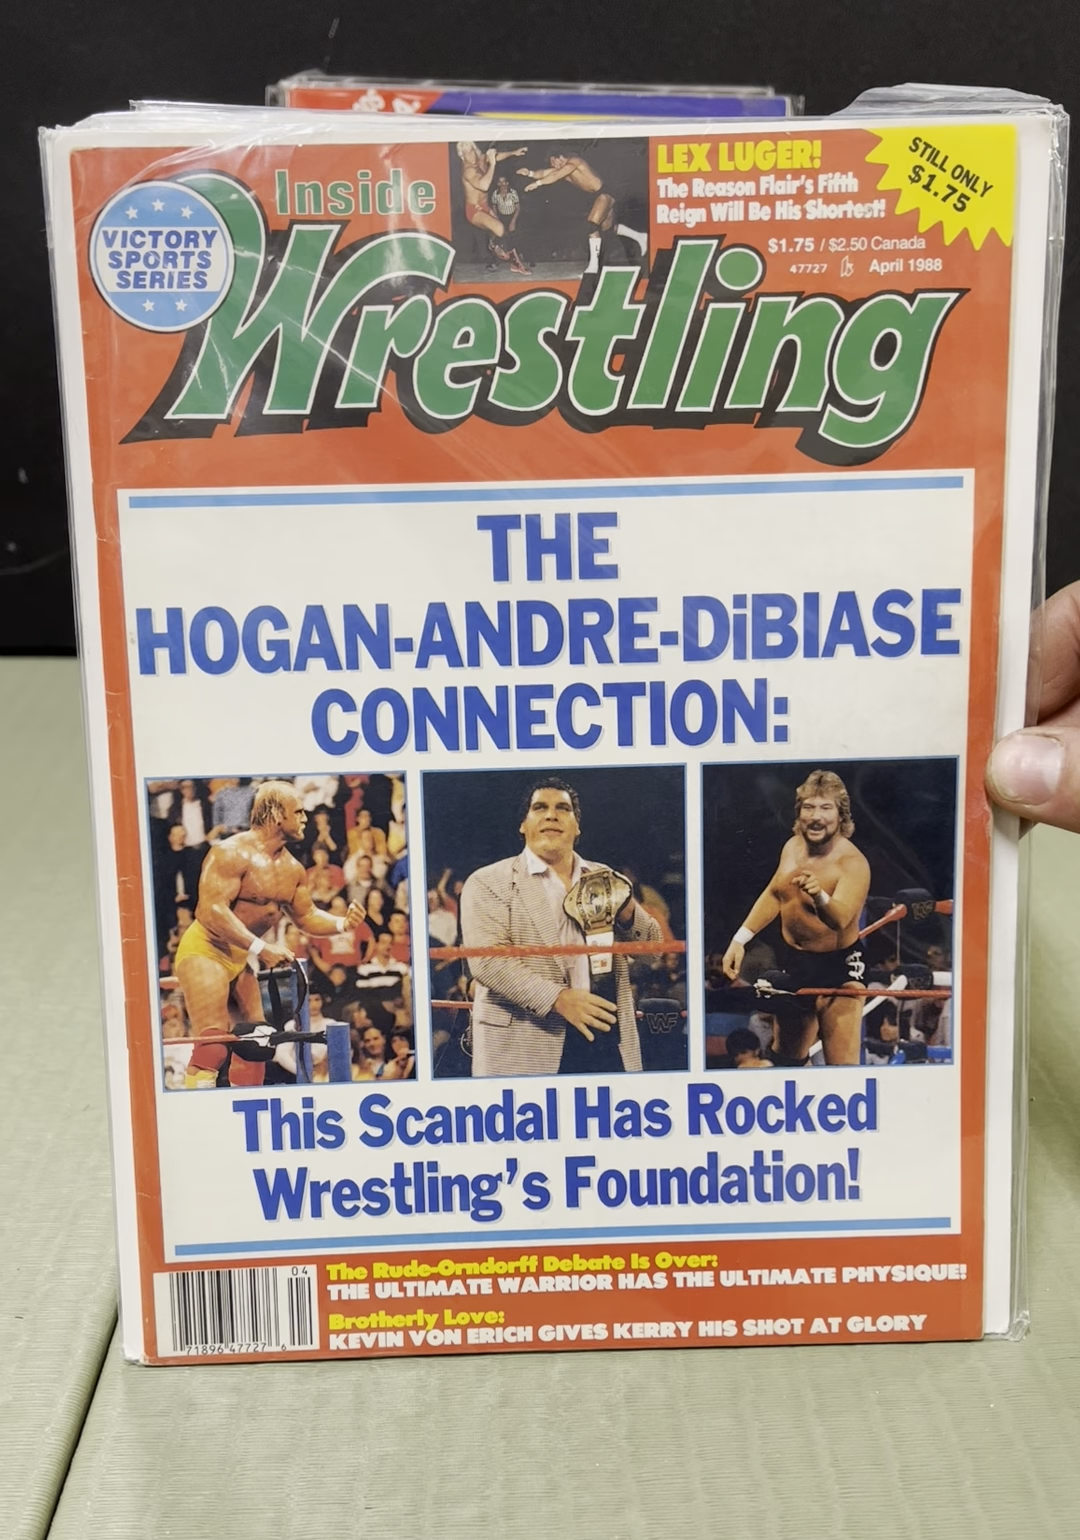 VICTORY
SPORTS
SERIES
Inside
Wrestling
LEX LUGER!
The Reason Flair's Fifth
Reign Will Be His Shortest!
STILL ONLY
$1.75
$1.75 / $2.50 Canada
47727
April 1988
THE
HOGAN-ANDRE-DiBIASE
CONNECTION:
$
WF
This Scandal Has Rocked
Wrestling's Foundation!
04
71896 47727 6
The Rude-Orndorff Debate Is Over:
THE ULTIMATE WARRIOR HAS THE ULTIMATE PHYSIQUE!
Brotherly Love:
KEVIN VON ERICH GIVES KERRY HIS SHOT AT GLORY